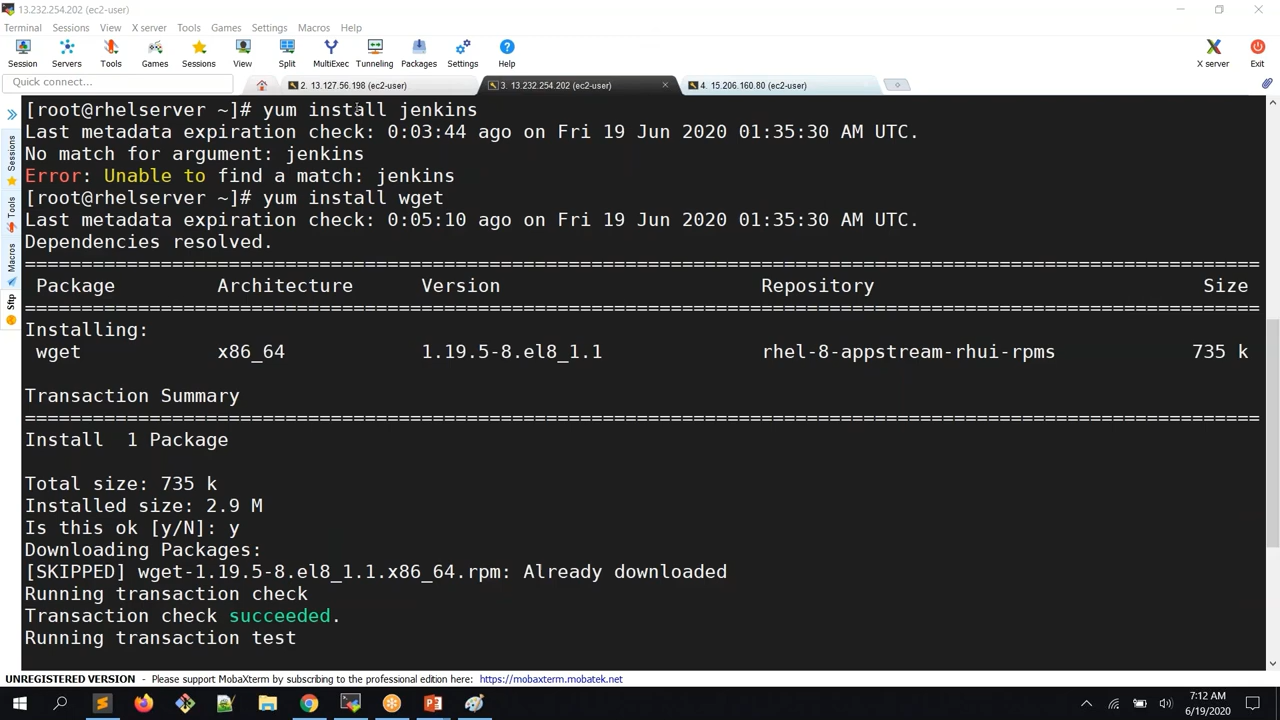 13.232.254.202 (ec2-user)
Terminal Sessions View X server Tools Games Settings Macros Help
Session Servers Tools Games Sessions View Split MultiExec Tunneling Packages Settings Help X server Exit
Quick connect...
2. 13.127.56.198 (ec2-user) 3. 13.232.254.202 (ec2-user) 4. 15.206.160.80 (ec2-user)
Sessions
Tools
Macros
Sftp
[root@rhelserver ~]# yum install jenkins
Last metadata expiration check: 0:03:44 ago on Fri 19 Jun 2020 01:35:30 AM UTC.
No match for argument: jenkins
Error: Unable to find a match: jenkins
[root@rhelserver ~]# yum install wget
Last metadata expiration check: 0:05:10 ago on Fri 19 Jun 2020 01:35:30 AM UTC.
Dependencies resolved.
Package Architecture Version Repository Size
Installing:
wget x86_64 1.19.5-8.el8_1.1 rhel-8-appstream-rhui-rpms 735 k
Transaction Summary
Install 1 Package
Total size: 735 k
Installed size: 2.9 M
Is this ok [y/N]: y
Downloading Packages:
[SKIPPED] wget-1.19.5-8.el8_1.1.x86_64.rpm: Already downloaded
Running transaction check
Transaction check succeeded.
Running transaction test
UNREGISTERED VERSION - Please support MobaXterm by subscribing to the professional edition here: https://mobaxterm.mobatek.net
7:12 AM
6/19/2020